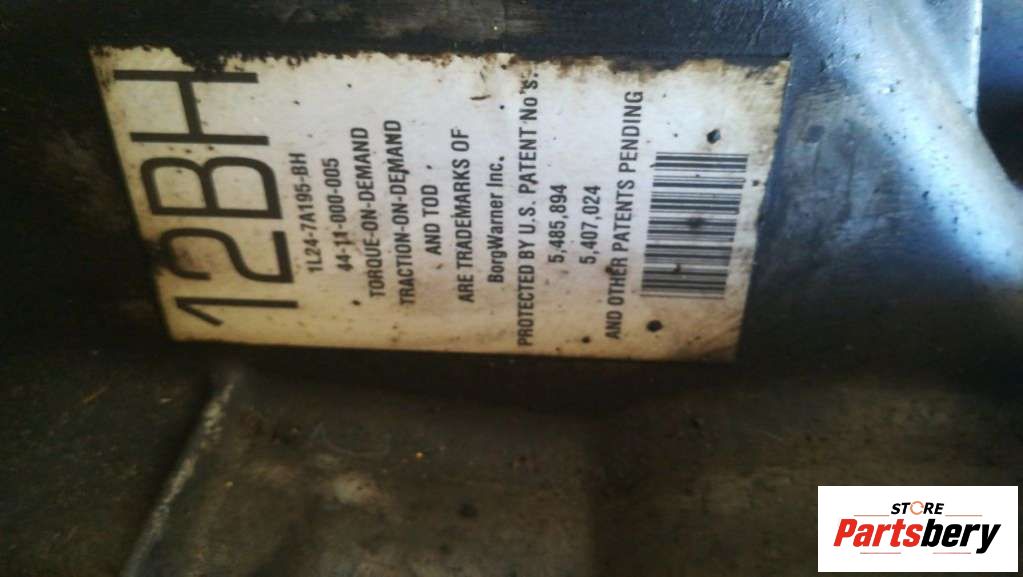 12BH
1L24-7A195-BH
44-11-000-005
TORQUE-ON-DEMAND
TRACTION-ON-DEMAND
AND TOD
ARE TRADEMARKS OF
BorgWarner Inc.
PROTECTED BY U.S. PATENT No's.
5,485,894
5,407,024
AND OTHER PATENTS PENDING
STORE
Partsbery